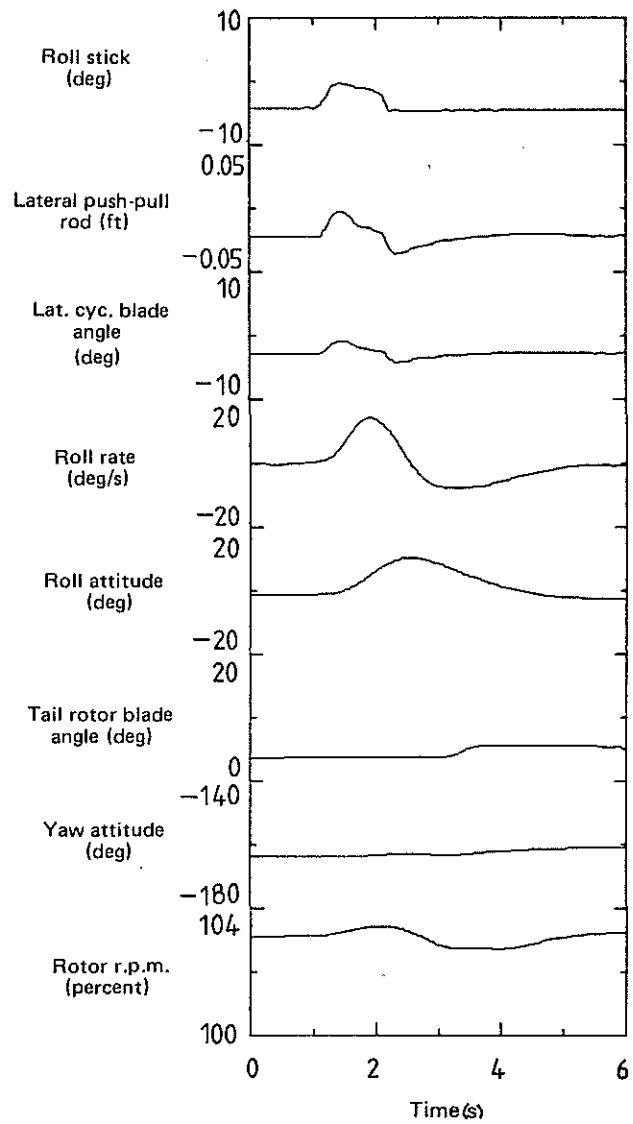 10
Roll stick
(deg)
−10
0.05
Lateral push-pull
rod (ft)
−0.05
10
Lat. cyc. blade
angle
(deg)
−10
20
Roll rate
(deg/s)
−20
20
Roll attitude
(deg)
−20
20
Tail rotor blade
angle (deg)
0
−140
Yaw attitude
(deg)
−180
104
Rotor r.p.m.
(percent)
100
0 2 4 6
Time(s)